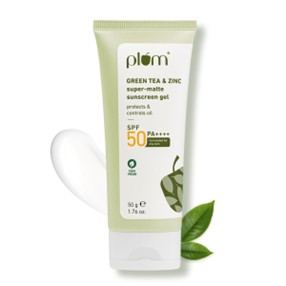 plum
GREEN TEA & ZINC
super-matte
sunscreen gel
protects &
controls oil
SPF
50 PA++++
50 g e
1.76 oz.